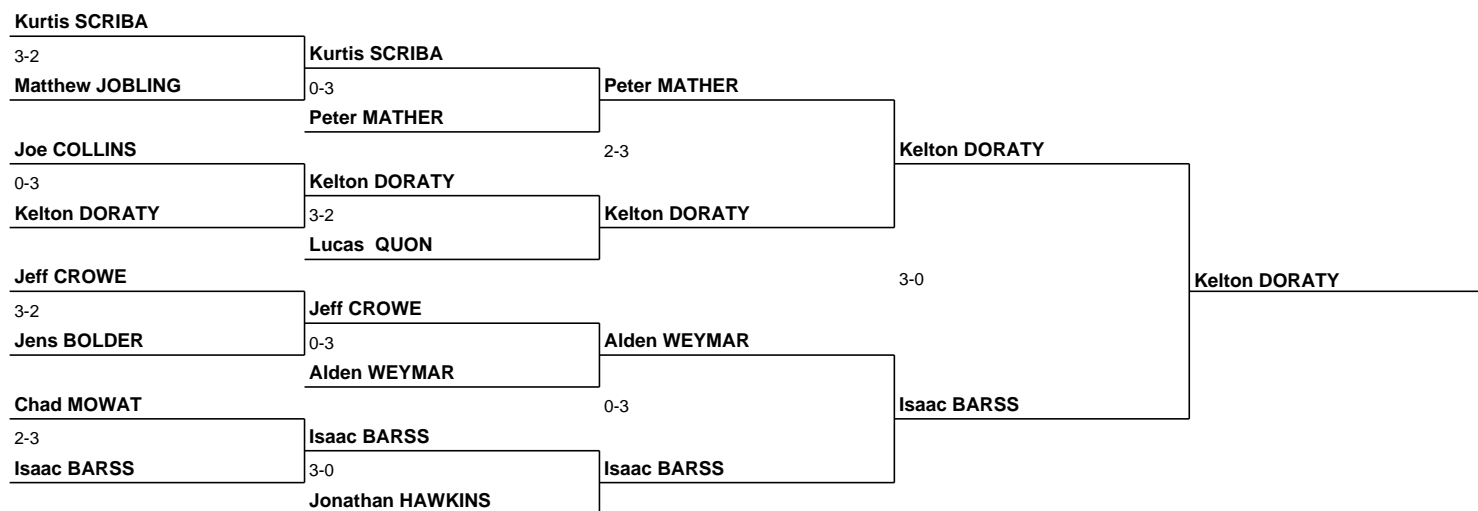 Kurtis SCRIBA
3-2
Kurtis SCRIBA
Matthew JOBLING
0-3
Peter MATHER
Peter MATHER
Joe COLLINS
2-3
Kelton DORATY
0-3
Kelton DORATY
Kelton DORATY
3-2
Kelton DORATY
Lucas  QUON
Jeff CROWE
3-0
Kelton DORATY
3-2
Jeff CROWE
Jens BOLDER
0-3
Alden WEYMAR
Alden WEYMAR
Chad MOWAT
0-3
Isaac BARSS
2-3
Isaac BARSS
Isaac BARSS
3-0
Isaac BARSS
Jonathan HAWKINS